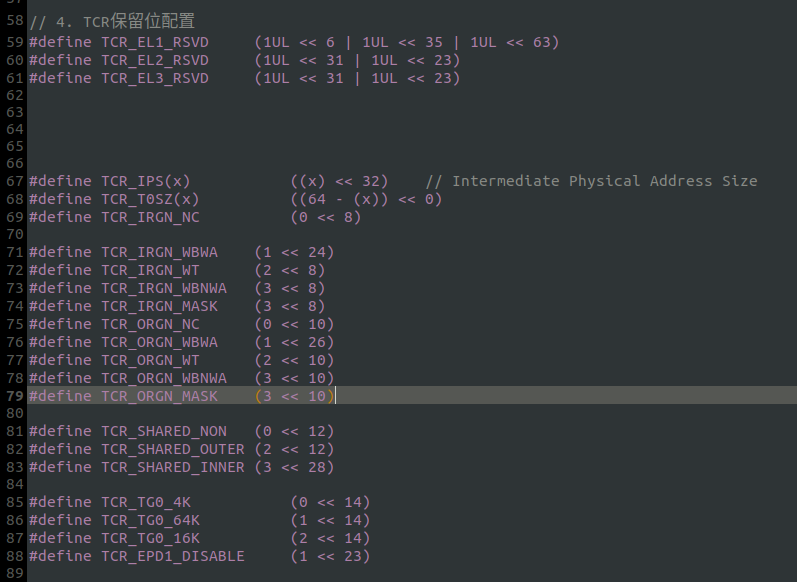 58 // 4. TCR保留位配置
59 #define TCR_EL1_RSVD     (1UL << 6 | 1UL << 35 | 1UL << 63)
60 #define TCR_EL2_RSVD     (1UL << 31 | 1UL << 23)
61 #define TCR_EL3_RSVD     (1UL << 31 | 1UL << 23)
62
63
64
65
66
67 #define TCR_IPS(x)           ((x) << 32)    // Intermediate Physical Address Size
68 #define TCR_T0SZ(x)          ((64 - (x)) << 0)
69 #define TCR_IRGN_NC          (0 << 8)
70
71 #define TCR_IRGN_WBWA    (1 << 24)
72 #define TCR_IRGN_WT      (2 << 8)
73 #define TCR_IRGN_WBNWA   (3 << 8)
74 #define TCR_IRGN_MASK    (3 << 8)
75 #define TCR_ORGN_NC      (0 << 10)
76 #define TCR_ORGN_WBWA    (1 << 26)
77 #define TCR_ORGN_WT      (2 << 10)
78 #define TCR_ORGN_WBNWA   (3 << 10)
79 #define TCR_ORGN_MASK    (3 << 10)
80
81 #define TCR_SHARED_NON   (0 << 12)
82 #define TCR_SHARED_OUTER (2 << 12)
83 #define TCR_SHARED_INNER (3 << 28)
84
85 #define TCR_TG0_4K           (0 << 14)
86 #define TCR_TG0_64K          (1 << 14)
87 #define TCR_TG0_16K          (2 << 14)
88 #define TCR_EPD1_DISABLE     (1 << 23)
89